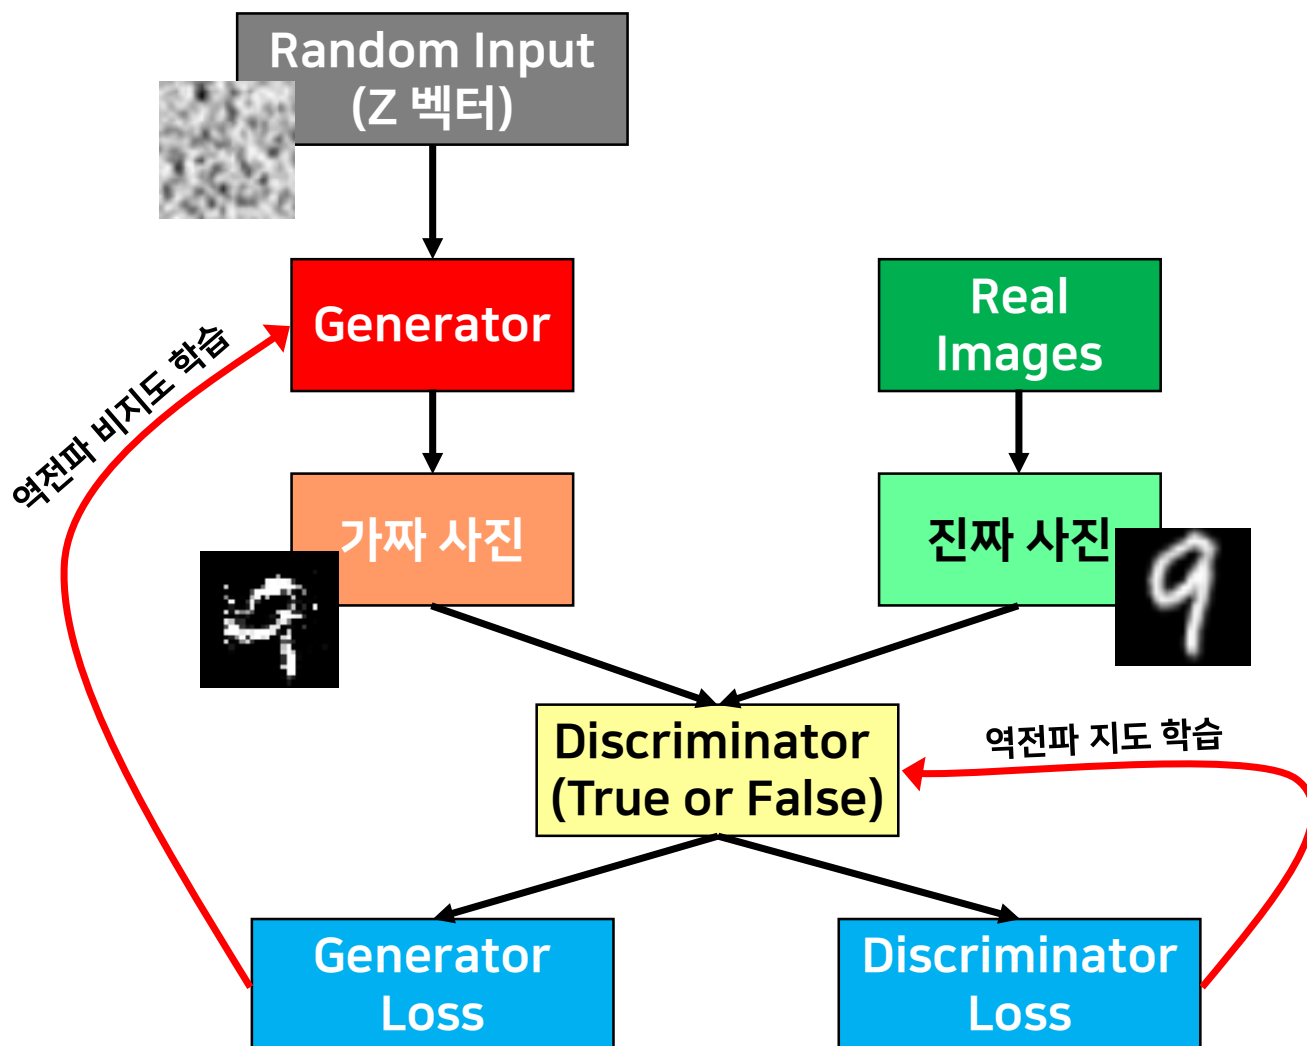 Random Input
(Z 벡터)
Generator
Real
Images
역전파 비지도 학습
가짜 사진
진짜 사진
Discriminator
(True or False)
역전파 지도 학습
Generator
Loss
Discriminator
Loss